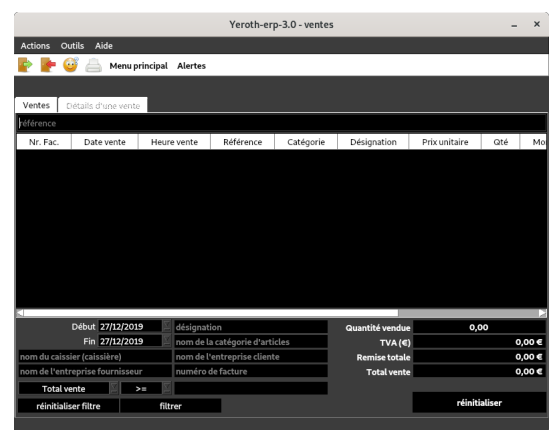 Yeroth-erp-3.0 - ventes
Actions Outils Aide
Menu principal Alertes
Ventes Détails d'une vente
référence
Nr. Fac. Date vente Heure vente Référence Catégorie Désignation Prix unitaire Qté Mo
Début 27/12/2019 désignation Quantité vendue 0,00
Fin 27/12/2019 nom de la catégorie d'articles TVA (€) 0,00 €
nom du caissier (caissière) nom de l'entreprise cliente Remise totale 0,00 €
nom de l'entreprise fournisseur numéro de facture Total vente 0,00 €
Total vente >=
réinitialiser filtre filtrer réinitialiser